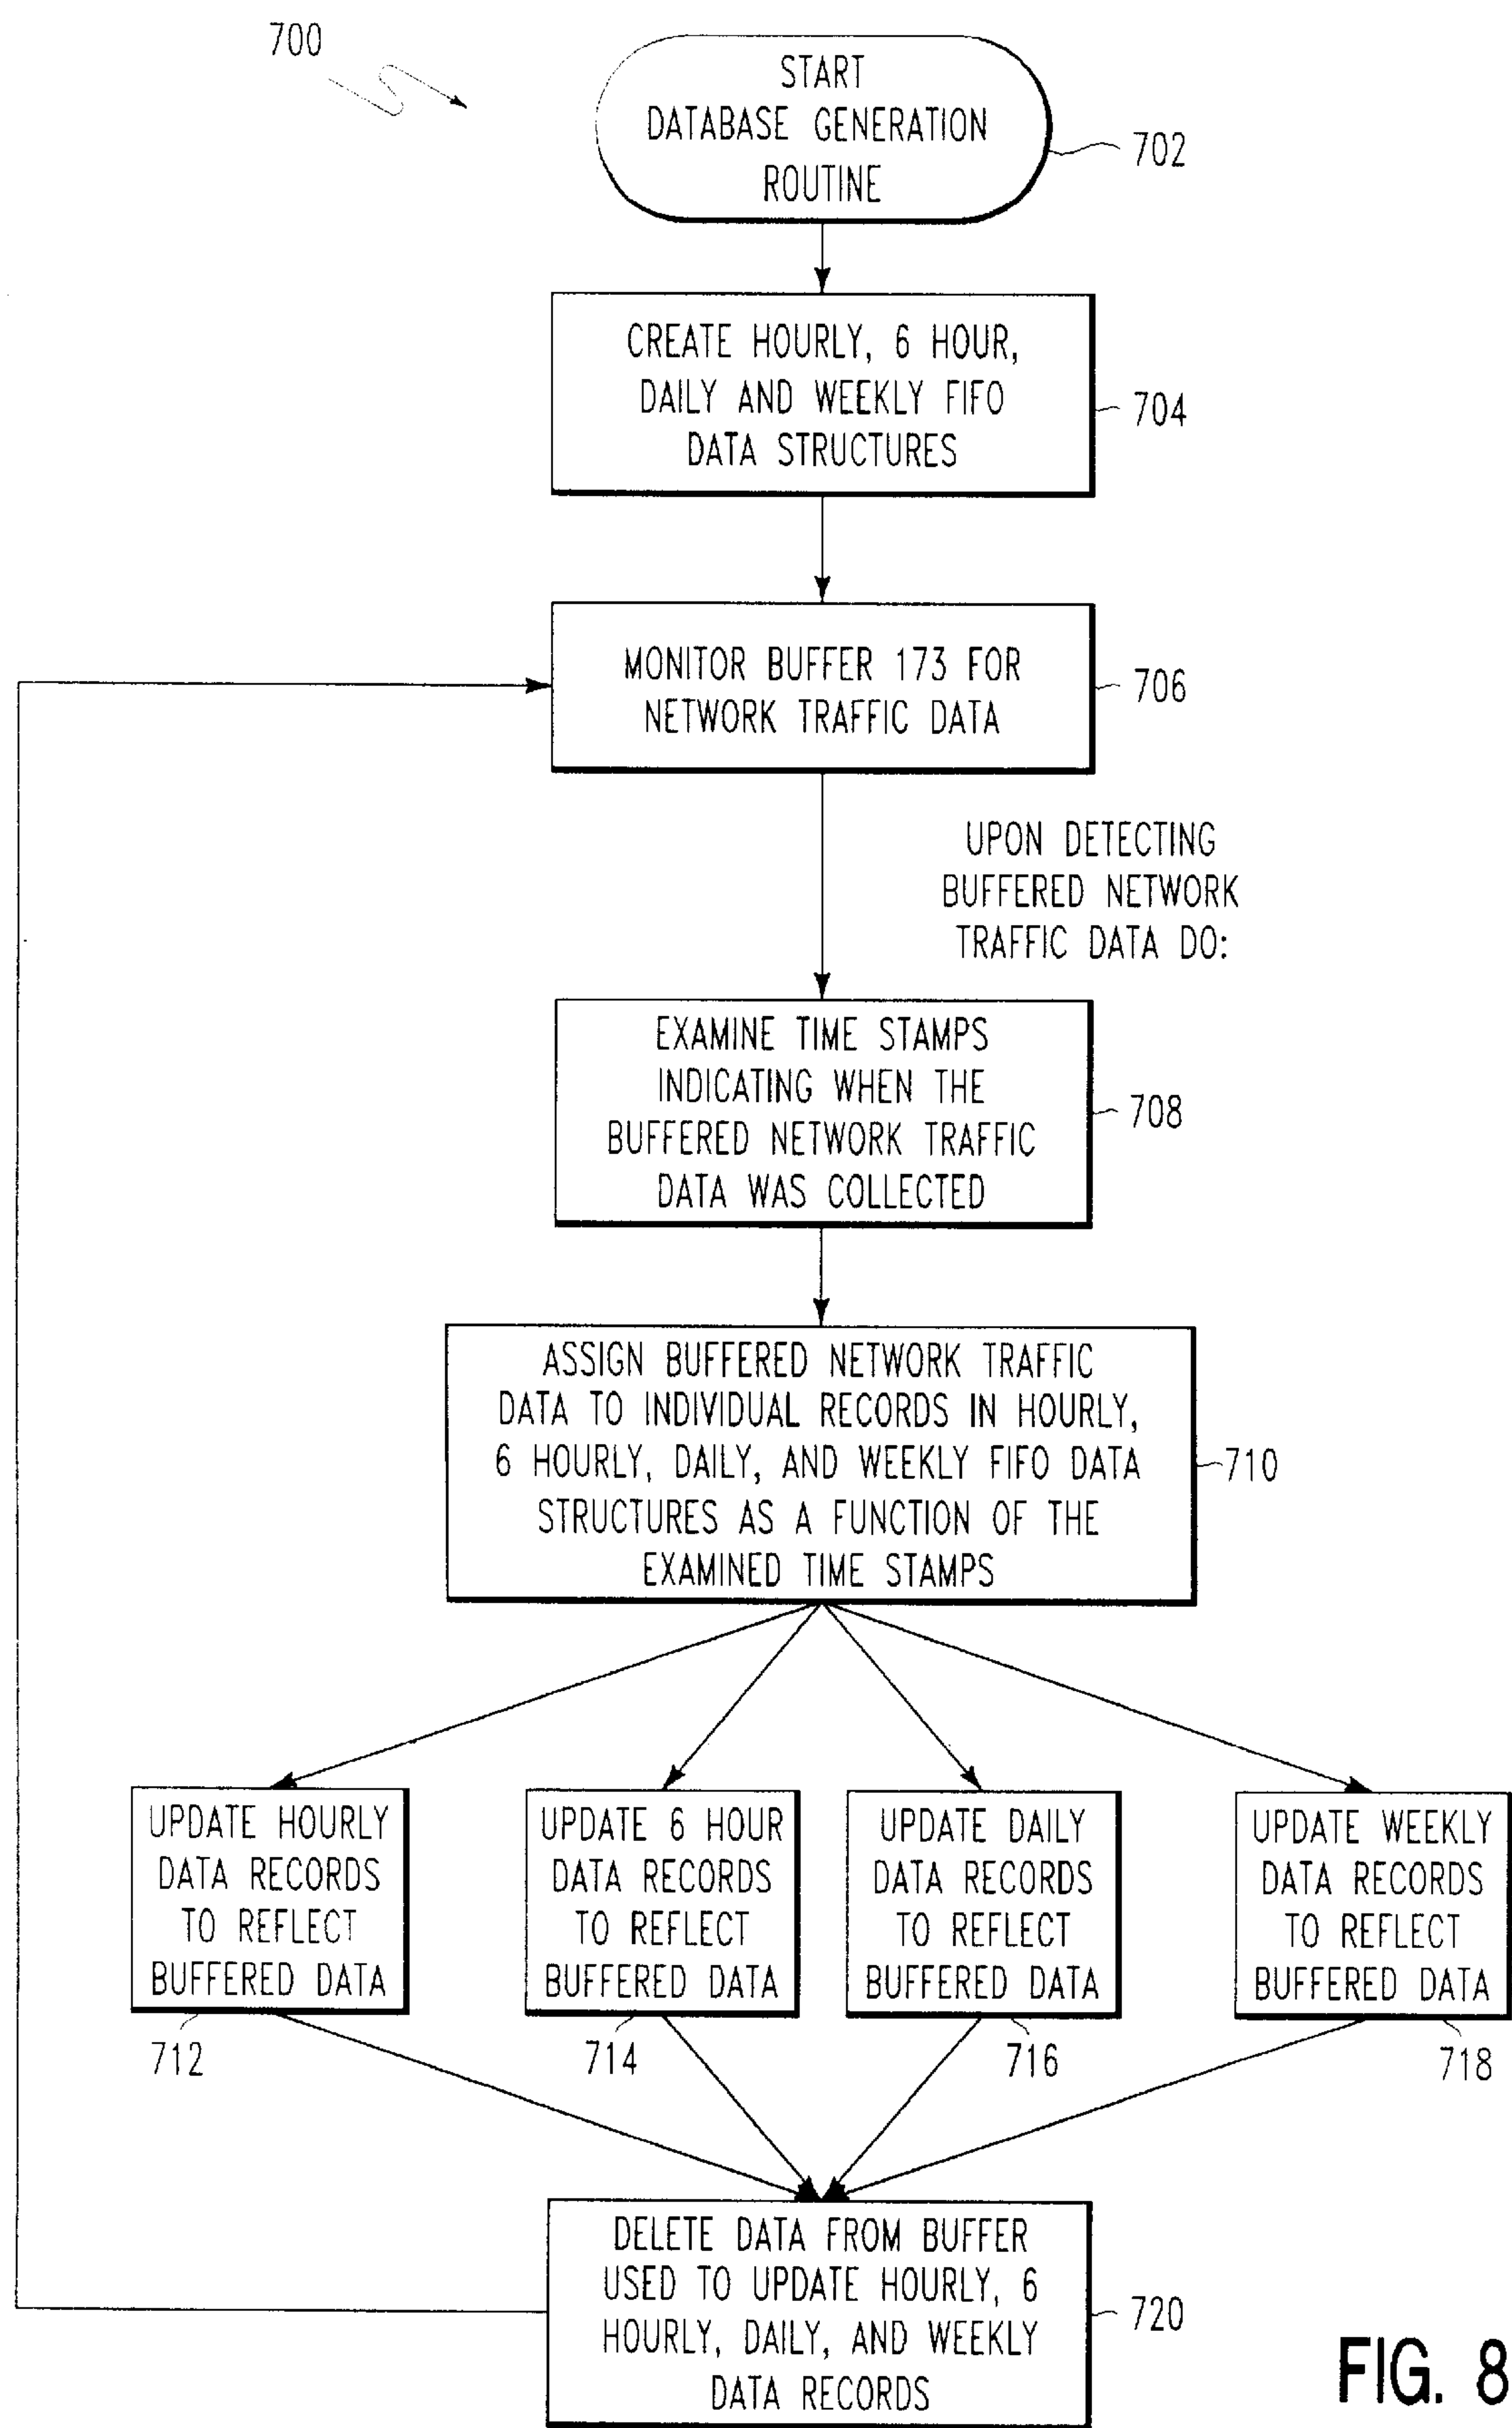 700
START
DATABASE GENERATION
ROUTINE
702
CREATE HOURLY, 6 HOUR,
DAILY AND WEEKLY FIFO
DATA STRUCTURES
704
MONITOR BUFFER 173 FOR
NETWORK TRAFFIC DATA
706
UPON DETECTING
BUFFERED NETWORK
TRAFFIC DATA DO:
EXAMINE TIME STAMPS
INDICATING WHEN THE
BUFFERED NETWORK TRAFFIC
DATA WAS COLLECTED
708
ASSIGN BUFFERED NETWORK TRAFFIC
DATA TO INDIVIDUAL RECORDS IN HOURLY,
6 HOURLY, DAILY, AND WEEKLY FIFO DATA
STRUCTURES AS A FUNCTION OF THE
EXAMINED TIME STAMPS
710
UPDATE HOURLY
DATA RECORDS
TO REFLECT
BUFFERED DATA
712
UPDATE 6 HOUR
DATA RECORDS
TO REFLECT
BUFFERED DATA
714
UPDATE DAILY
DATA RECORDS
TO REFLECT
BUFFERED DATA
716
UPDATE WEEKLY
DATA RECORDS
TO REFLECT
BUFFERED DATA
718
DELETE DATA FROM BUFFER
USED TO UPDATE HOURLY, 6
HOURLY, DAILY, AND WEEKLY
DATA RECORDS
720
FIG. 8